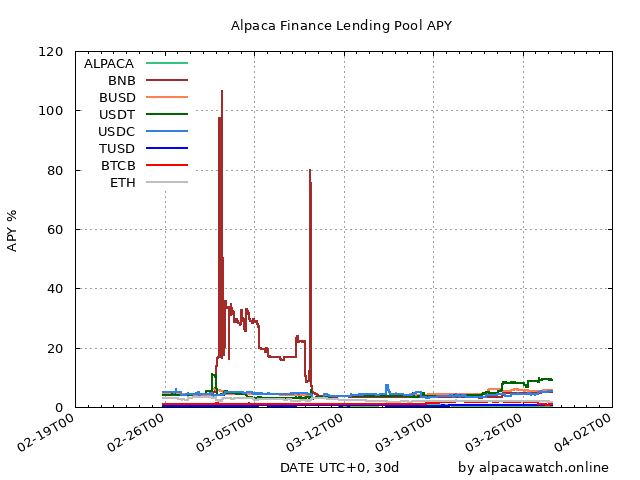 Alpaca Finance Lending Pool APY
120
100
80
60
40
20
0
APY %
ALPACA
BNB
BUSD
USDT
USDC
TUSD
BTCB
ETH
02-19T00
02-26T00
03-05T00
03-12T00
03-19T00
03-26T00
04-02T00
DATE UTC+0, 30d
by alpacawatch.online